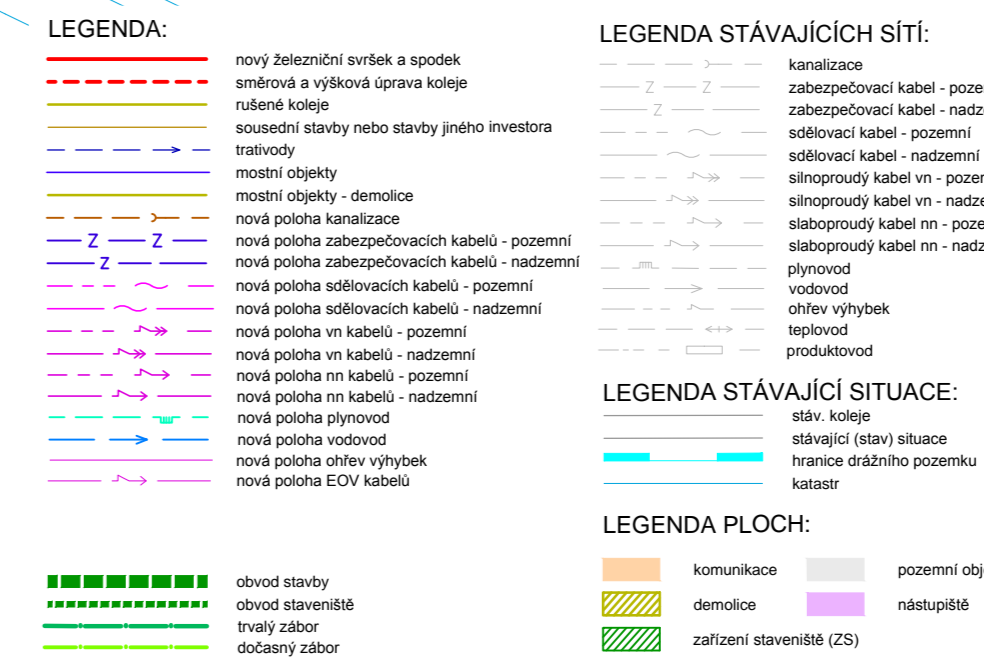 LEGENDA:
nový železniční svršek a spodek
směrová a výšková úprava koleje
rušené koleje
sousední stavby nebo stavby jiného investora
trativody
mostní objekty
mostní objekty - demolice
nová poloha kanalizace
Z Z nová poloha zabezpečovacích kabelů - pozemní
Z nová poloha zabezpečovacích kabelů - nadzemní
nová poloha sdělovacích kabelů - pozemní
nová poloha sdělovacích kabelů - nadzemní
nová poloha vn kabelů - pozemní
nová poloha vn kabelů - nadzemní
nová poloha nn kabelů - pozemní
nová poloha nn kabelů - nadzemní
nová poloha plynovod
nová poloha vodovod
nová poloha ohřev výhybek
nová poloha EOV kabelů
obvod stavby
obvod staveniště
trvalý zábor
dočasný zábor
LEGENDA STÁVAJÍCÍCH SÍTÍ:
kanalizace
Z Z zabezpečovací kabel -
Z zabezpečovací kabel -
sdělovací kabel - pozemní
sdělovací kabel - nadzemní
silnoproudý kabel vn -
silnoproudý kabel vn -
slaboproudý kabel nn -
slaboproudý kabel nn -
plynovod
vodovod
ohřev výhybek
teplovod
produktovod
LEGENDA STÁVAJÍCÍ SITUACE:
stáv. koleje
stávající (stav) situace
hranice drážního pozemku
katastr
LEGENDA PLOCH:
komunikace
pozemní
demolice
nástupiště
zařízení staveniště (ZS)